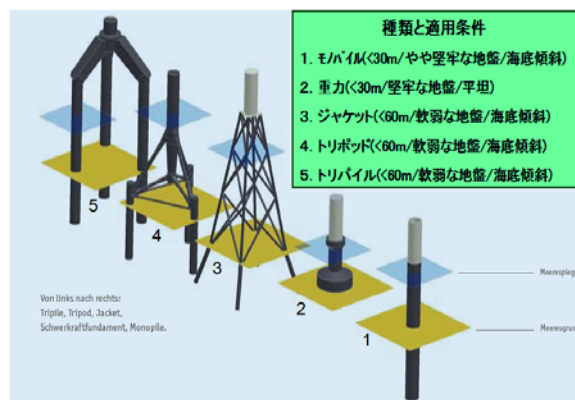 種類と適用条件
1. モノパイル(<30m/やや堅牢な地盤/海底傾斜)
2. 重力(<30m/堅牢な地盤/平坦)
3. ジャケット(<60m/軟弱な地盤/海底傾斜)
4. トリポッド(<60m/軟弱な地盤/海底傾斜)
5. トリパイル(<60m/軟弱な地盤/海底傾斜)
5
4
3
2
1
Meerespieg
Meeresgrun
Von links nach rechts:
Tripile, Tripod, Jacket,
Schwerkraftfundament, Monopile.